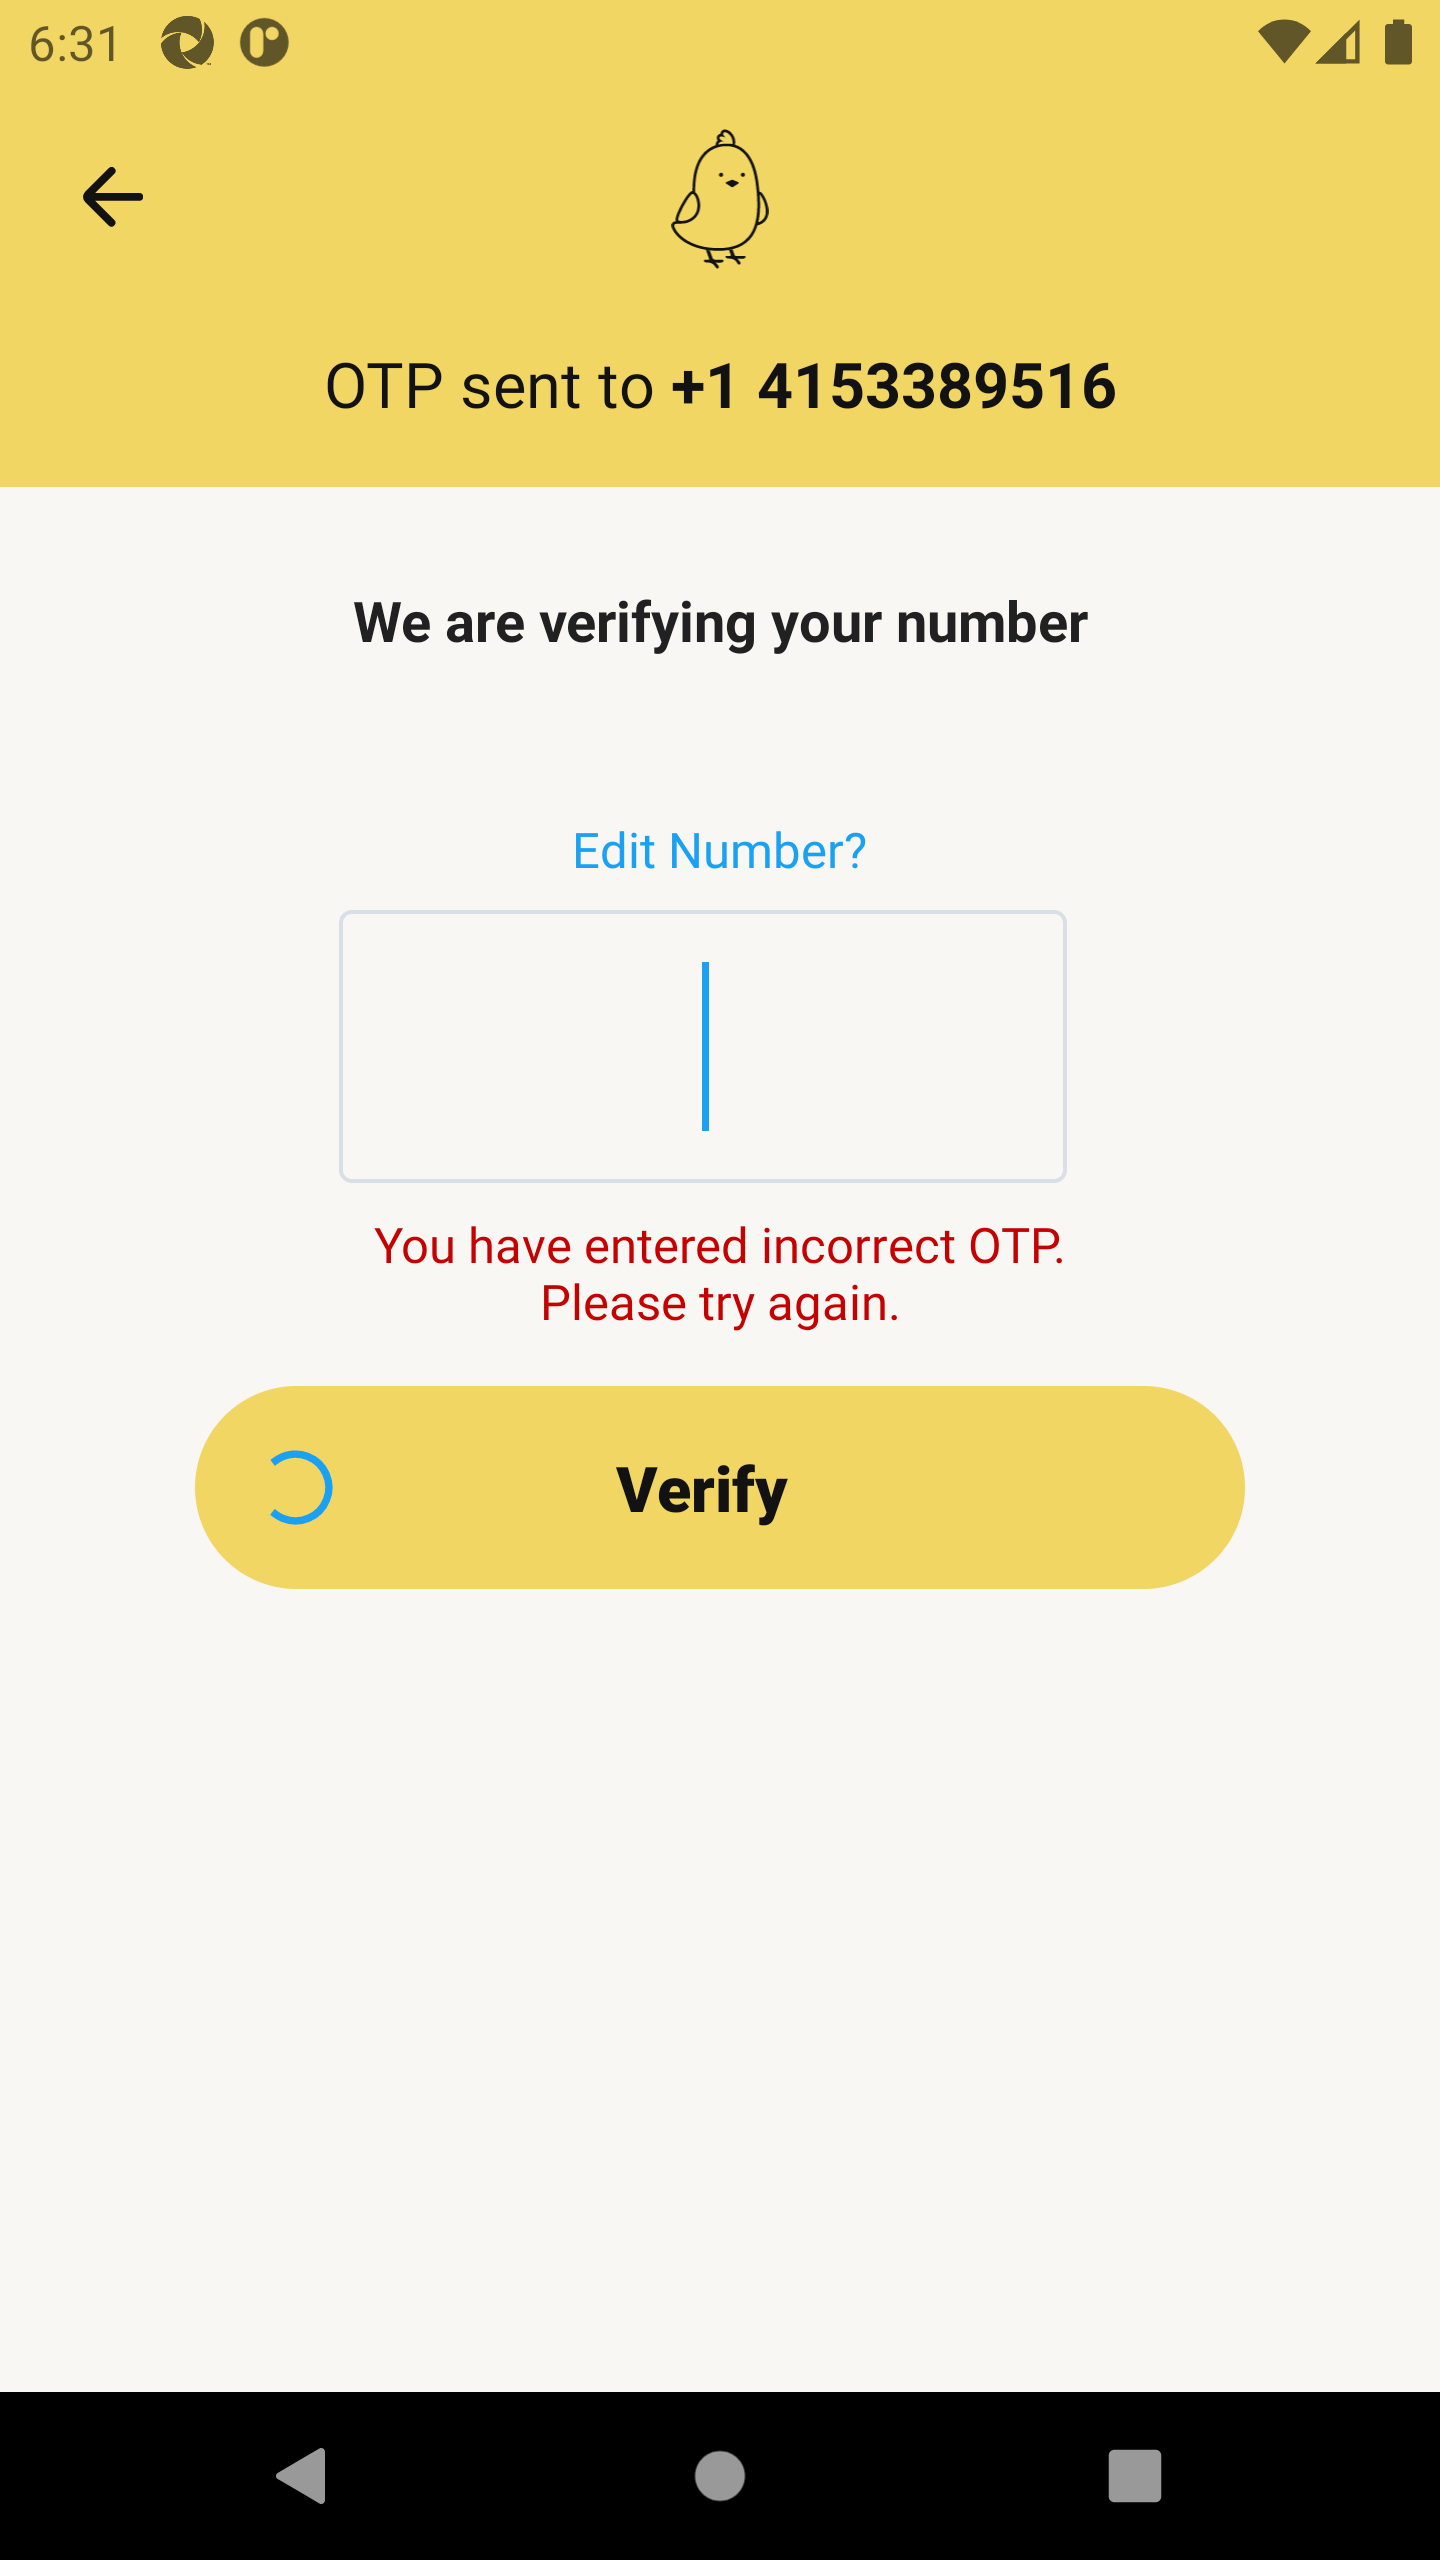 6:31
OTP sent to +1 4153389516
We are verifying your number
Edit Number?
You have entered incorrect OTP.
Please try again.
Verify